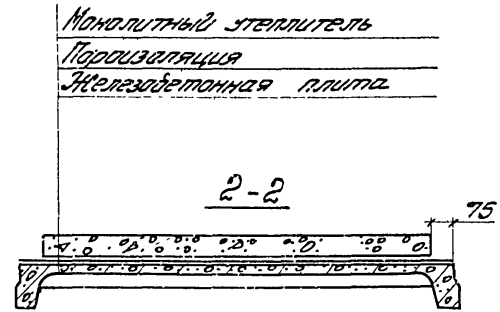 Монолитный утеплитель
Пароизоляция
Железобетонная плита
2-2
75